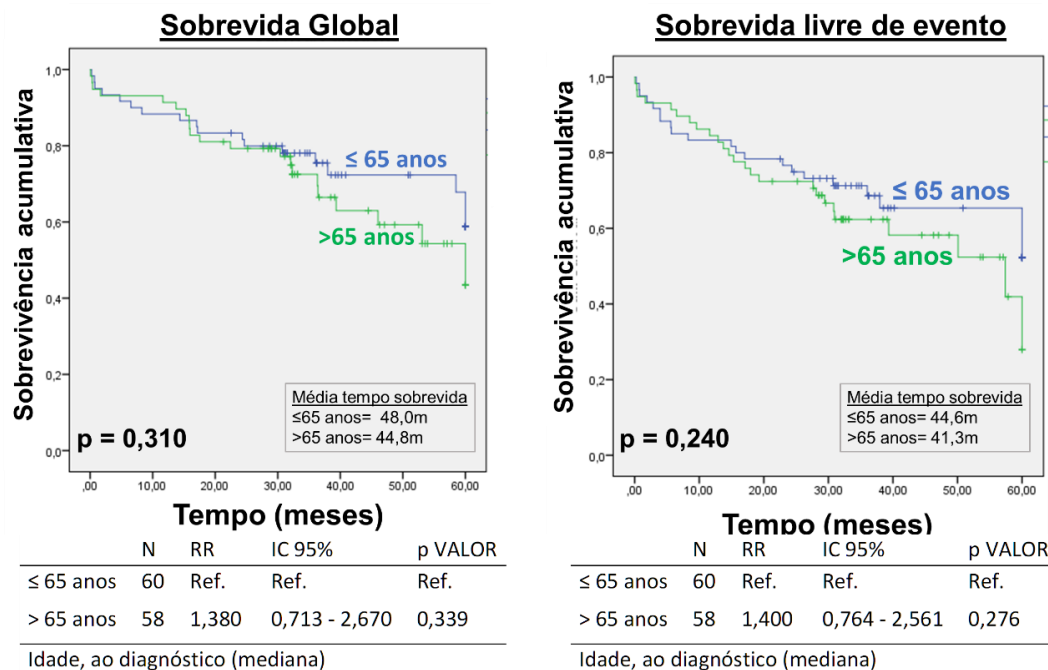 Sobrevida Global
Sobrevivência acumulativa
1,0
0,8
0,6
0,4
0,2
0,0
≤ 65 anos
>65 anos
Média tempo sobrevida
≤65 anos= 48,0m
>65 anos= 44,8m
p = 0,310
,00 10,00 20,00 30,00 40,00 50,00 60,00
Tempo (meses)
N RR IC 95% p VALOR
≤ 65 anos 60 Ref. Ref. Ref.
> 65 anos 58 1,380 0,713 - 2,670 0,339
Idade, ao diagnóstico (mediana)
Sobrevida livre de evento
Sobrevivência acumulativa
1,0
0,8
0,6
0,4
0,2
0,0
≤ 65 anos
>65 anos
Média tempo sobrevida
≤65 anos= 44,6m
>65 anos= 41,3m
p = 0,240
,00 10,00 20,00 30,00 40,00 50,00 60,00
Tempo (meses)
N RR IC 95% p VALOR
≤ 65 anos 60 Ref. Ref. Ref.
> 65 anos 58 1,400 0,764 - 2,561 0,276
Idade, ao diagnóstico (mediana)